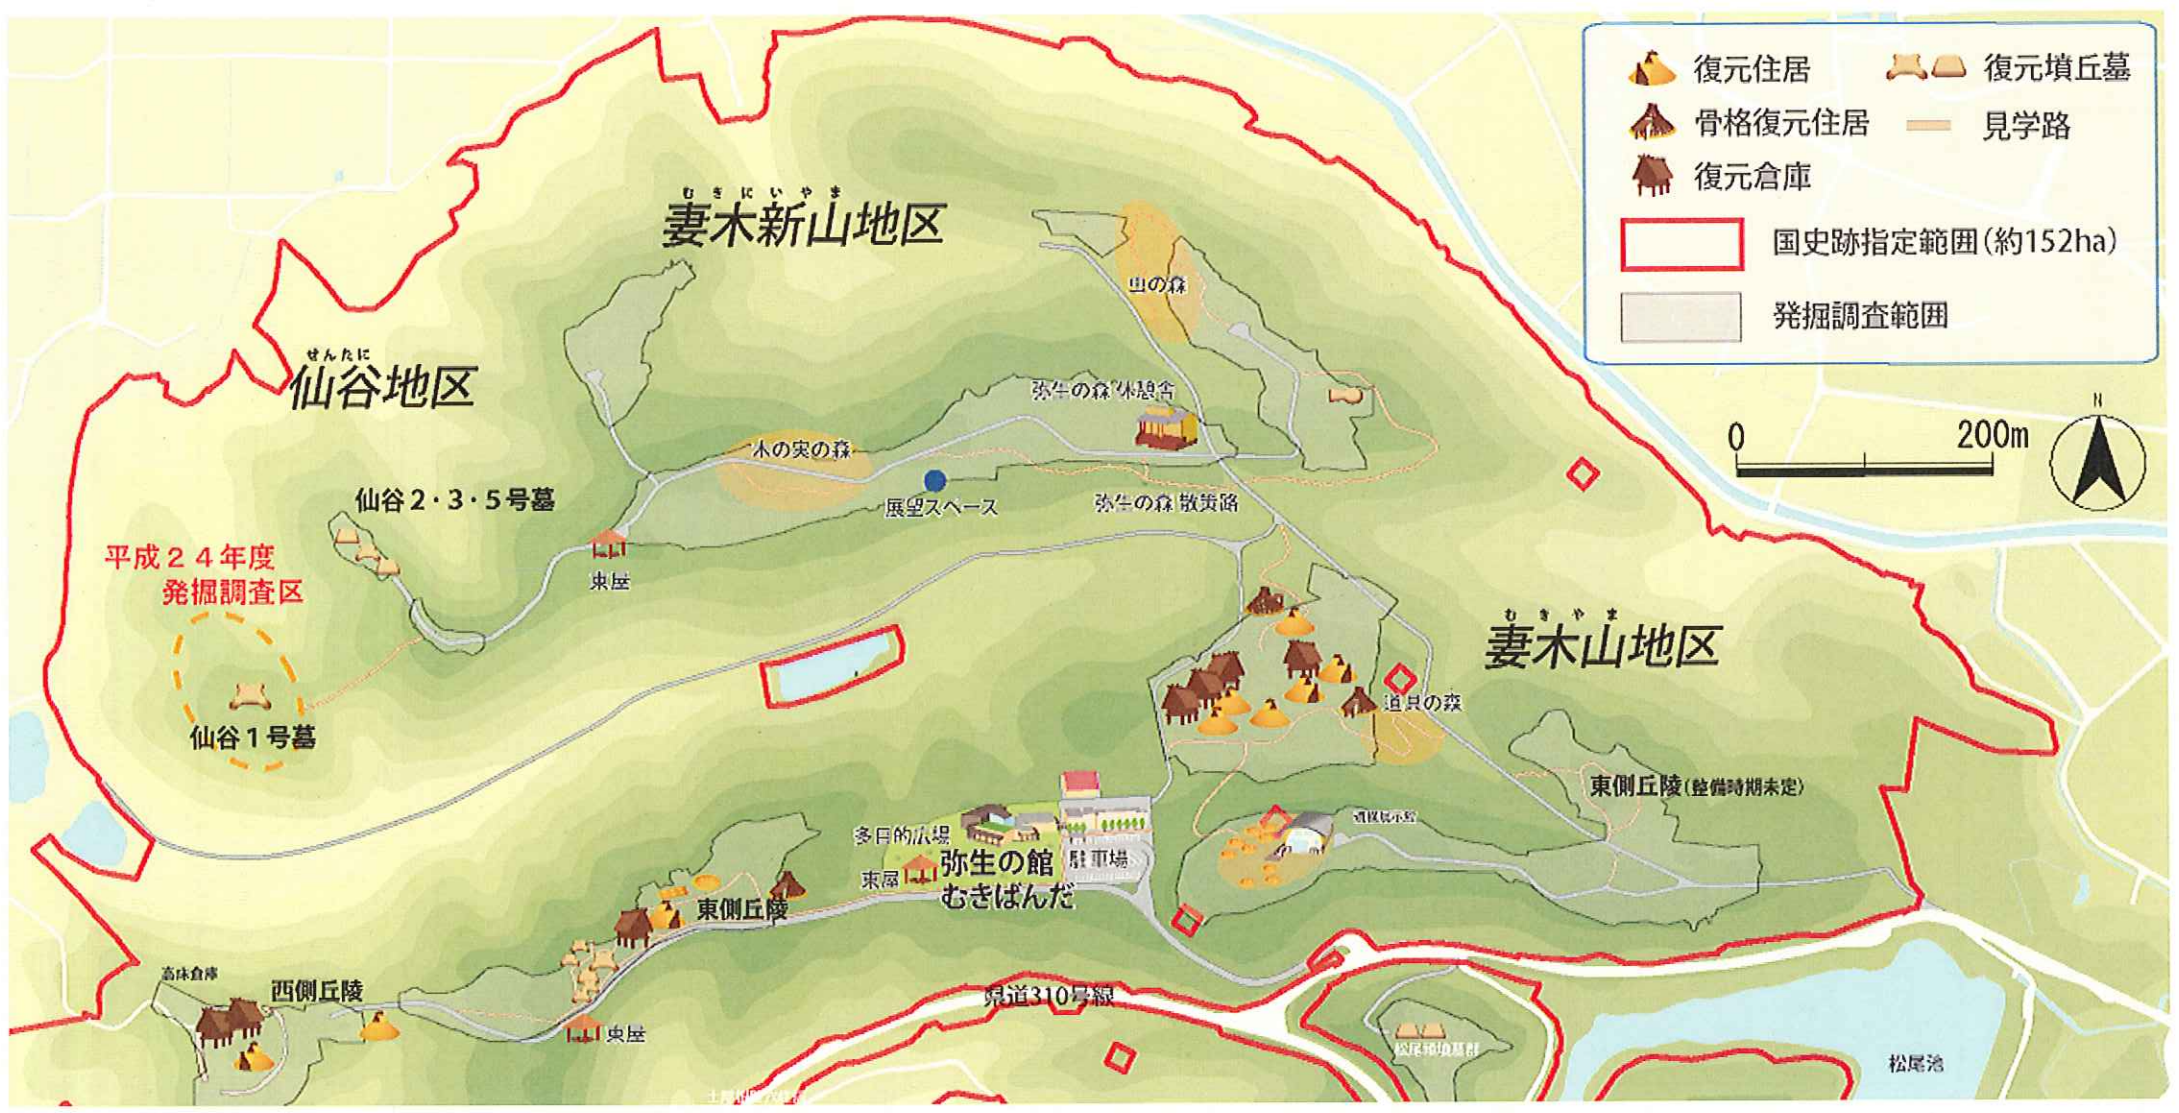 復元住居
復元墳丘墓
骨格復元住居
見学路
復元倉庫
国史跡指定範囲(約152ha)
発掘調査範囲
N
0
200m
むきにいやま
妻木新山地区
虫の森
せんたに
仙谷地区
弥生の森 休憩舎
木の実の森
展望スペース
弥生の森 散策路
仙谷2・3・5号墓
平成24年度
発掘調査区
東屋
むきやま
妻木山地区
道具の森
仙谷1号墓
東側丘陵(整備時期未定)
遺構展示館
多目的広場
弥生の館
むきばんだ
駐車場
東屋
東側丘陵
高床倉庫
西側丘陵
県道310号線
東屋
松尾頭墳墓群
松尾池